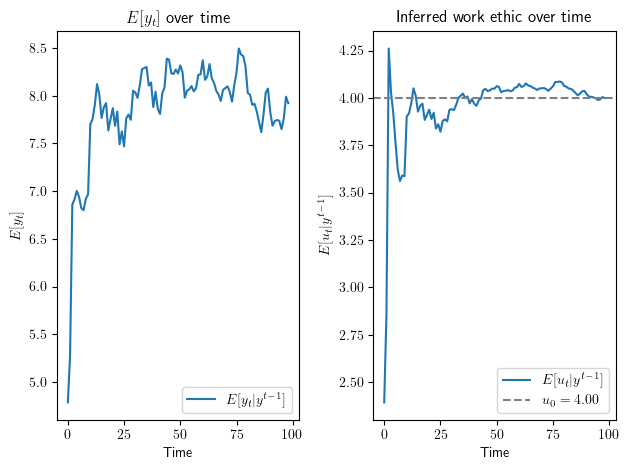 E[y_t] over time
8.5
8.0
7.5
7.0
6.5
6.0
5.5
5.0
E[y_t]
0
25
50
75
100
Time
E[y_t|y^{t−1}]
Inferred work ethic over time
4.25
4.00
3.75
3.50
3.25
3.00
2.75
2.50
E[u_t|y^{t−1}]
0
25
50
75
100
Time
E[u_t|y^{t−1}]
u_0 = 4.00